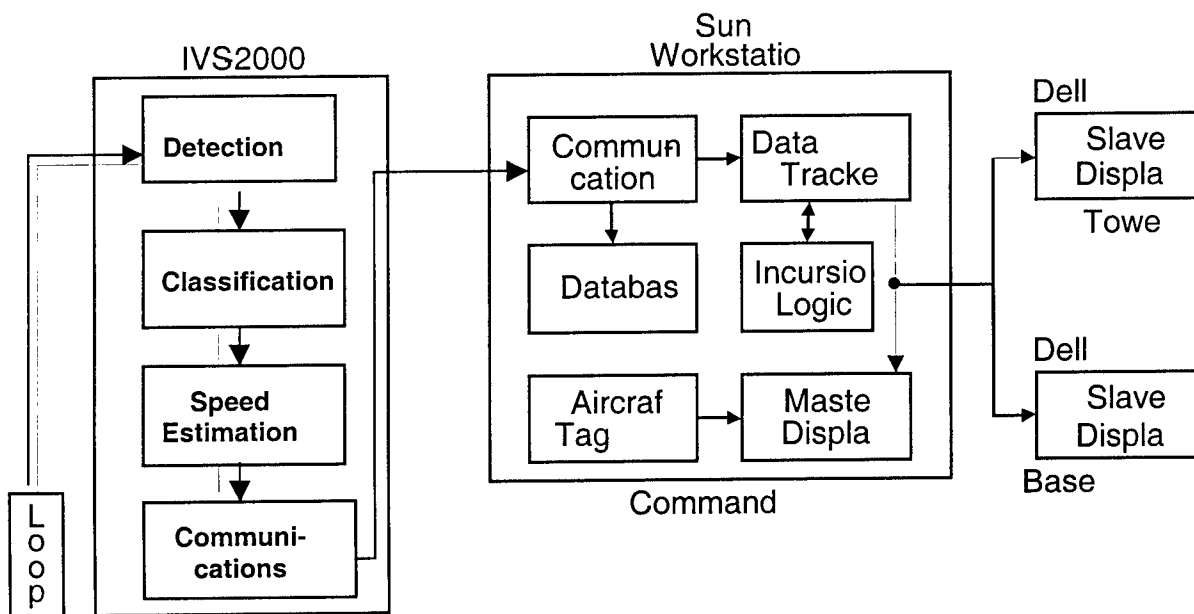 IVS2000
Detection
Classification
Speed
Estimation
Communi-
cations
L
o
o
p
Sun
Workstatio
Commun-
cation
Data
Tracke
Databas
Incursio
Logic
Aircraf
Tag
Maste
Displa
Command
Dell
Slave
Displa
Towe
Dell
Slave
Displa
Base